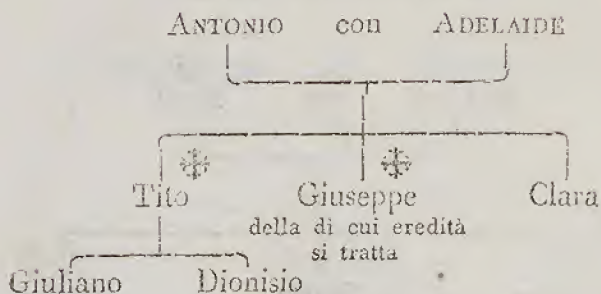 ANTONIO con ADELAIDE
Tito Giuseppe Clara
della di cui eredità
si tratta
Giuliano Dionisio